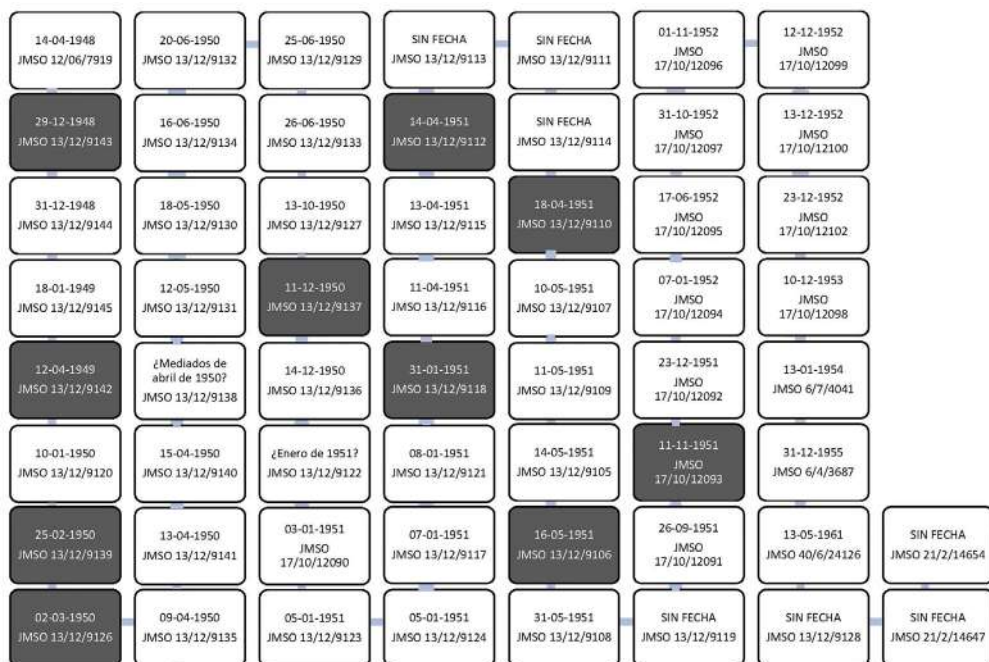 14-04-1948
JMSO 12/06/7919
20-06-1950
JMSO 13/12/9132
25-06-1950
JMSO 13/12/9129
SIN FECHA
JMSO 13/12/9113
SIN FECHA
JMSO 13/12/9111
01-11-1952
JMSO
17/10/12096
12-12-1952
JMSO
17/10/12099
29-12-1948
JMSO 13/12/9143
16-06-1950
JMSO 13/12/9134
26-06-1950
JMSO 13/12/9133
14-04-1951
JMSO 13/12/9112
SIN FECHA
JMSO 13/12/9114
31-10-1952
JMSO
17/10/12097
13-12-1952
JMSO
17/10/12100
31-12-1948
JMSO 13/12/9144
18-05-1950
JMSO 13/12/9130
13-10-1950
JMSO 13/12/9127
13-04-1951
JMSO 13/12/9115
18-04-1951
JMSO 13/12/9110
17-06-1952
JMSO
17/10/12095
23-12-1952
JMSO
17/10/12102
18-01-1949
JMSO 13/12/9145
12-05-1950
JMSO 13/12/9131
11-12-1950
JMSO 13/12/9137
11-04-1951
JMSO 13/12/9116
10-05-1951
JMSO 13/12/9107
07-01-1952
JMSO
17/10/12094
10-12-1953
JMSO
17/10/12098
12-04-1949
JMSO 13/12/9142
¿Mediados de
abril de 1950?
JMSO 13/12/9138
14-12-1950
JMSO 13/12/9136
31-01-1951
JMSO 13/12/9118
11-05-1951
JMSO 13/12/9109
23-12-1951
JMSO
17/10/12092
13-01-1954
JMSO 6/7/4041
10-01-1950
JMSO 13/12/9120
15-04-1950
JMSO 13/12/9140
¿Enero de 1951?
JMSO 13/12/9122
08-01-1951
JMSO 13/12/9121
14-05-1951
JMSO 13/12/9105
11-11-1951
JMSO
17/10/12093
31-12-1955
JMSO 6/4/3687
25-02-1950
JMSO 13/12/9139
13-04-1950
JMSO 13/12/9141
03-01-1951
JMSO
17/10/12090
07-01-1951
JMSO 13/12/9117
16-05-1951
JMSO 13/12/9106
26-09-1951
JMSO
17/10/12091
13-05-1961
JMSO 40/6/24126
SIN FECHA
JMSO 21/2/14654
02-03-1950
JMSO 13/12/9126
09-04-1950
JMSO 13/12/9135
05-01-1951
JMSO 13/12/9123
05-01-1951
JMSO 13/12/9124
31-05-1951
JMSO 13/12/9108
SIN FECHA
JMSO 13/12/9119
SIN FECHA
JMSO 13/12/9128
SIN FECHA
JMSO 21/2/14647